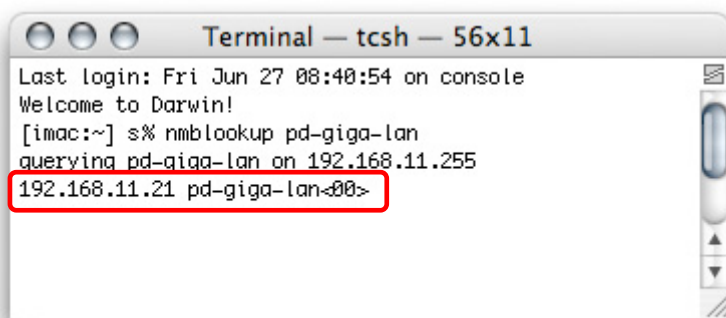 Terminal — tcsh — 56x11
Last login: Fri Jun 27 08:40:54 on console
Welcome to Darwin!
[imac:~] s% nmblookup pd-giga-lan
querying pd-giga-lan on 192.168.11.255
192.168.11.21 pd-giga-lan<00>